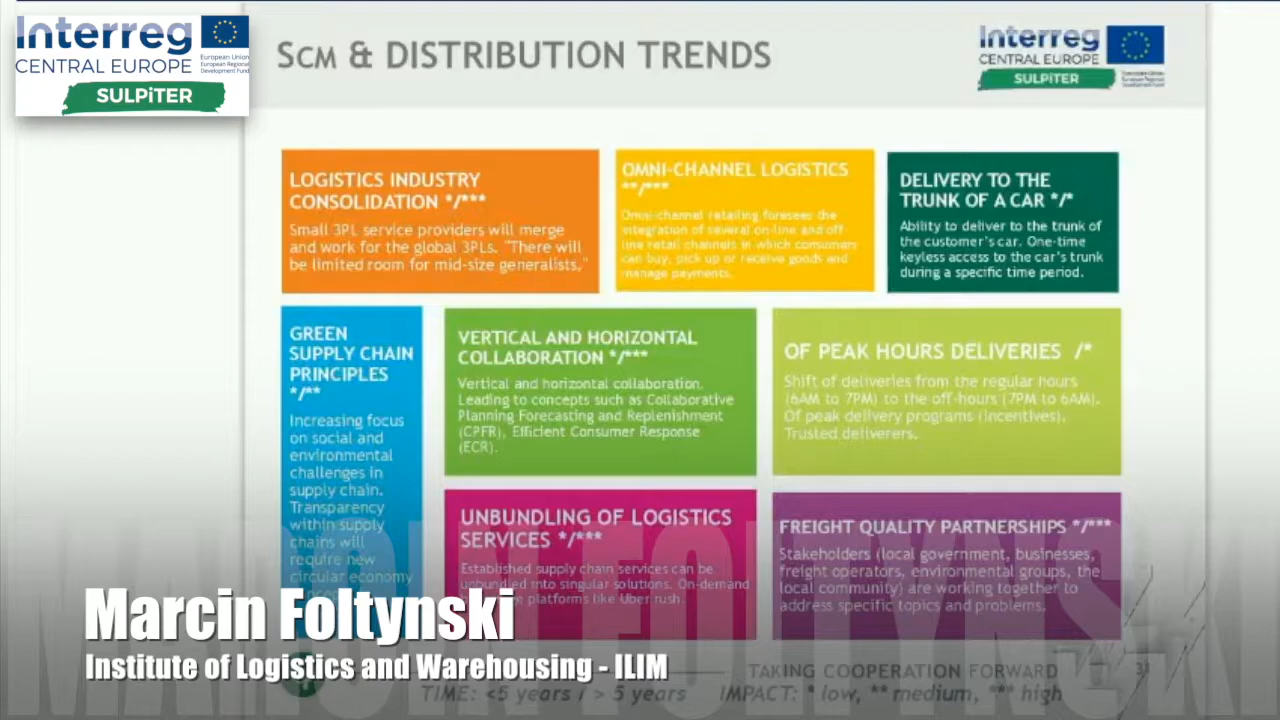 Interreg
CENTRAL EUROPE
European Union
European Regional
Development Fund
SULPiTER
SCM & DISTRIBUTION TRENDS
Interreg
CENTRAL EUROPE
SULPiTER
LOGISTICS INDUSTRY
CONSOLIDATION */***
Small 3PL service providers will merge
and work for the global 3PLs. "There will
be limited room for mid-size generalists."
OMNI-CHANNEL LOGISTICS
**/***
Omni-channel retailing foresees the
integration of several on-line and off-
line retail channels in which consumers
can buy, pick up or receive goods and
manage payments.
DELIVERY TO THE
TRUNK OF A CAR */*
Ability to deliver to the trunk of
the customer's car. One-time
keyless access to the car's trunk
during a specific time period.
GREEN
SUPPLY CHAIN
PRINCIPLES
*/**
Increasing focus
on social and
environmental
challenges in
supply chain.
Transparency
within supply
chains will
require new
circular economy
VERTICAL AND HORIZONTAL
COLLABORATION */***
Vertical and horizontal collaboration.
Leading to concepts such as Collaborative
Planning Forecasting and Replenishment
(CPFR), Efficient Consumer Response
(ECR).
OF PEAK HOURS DELIVERIES /*
Shift of deliveries from the regular hours
(6AM to 7PM) to the off-hours (7PM to 6AM).
Of peak delivery programs (incentives).
Trusted deliverers.
UNBUNDLING OF LOGISTICS
SERVICES */***
Established supply chain services can be
unbundled into singular solutions. On-demand
platforms like Uber rush.
FREIGHT QUALITY PARTNERSHIPS */***
Stakeholders (local government, businesses,
freight operators, environmental groups, the
local community) are working together to
address specific topics and problems.
MARCIN FOLTYNSKI
Marcin Foltynski
Institute of Logistics and Warehousing - ILIM
TAKING COOPERATION FORWARD
TIME: <5 years / > 5 years IMPACT: * low, ** medium, *** high